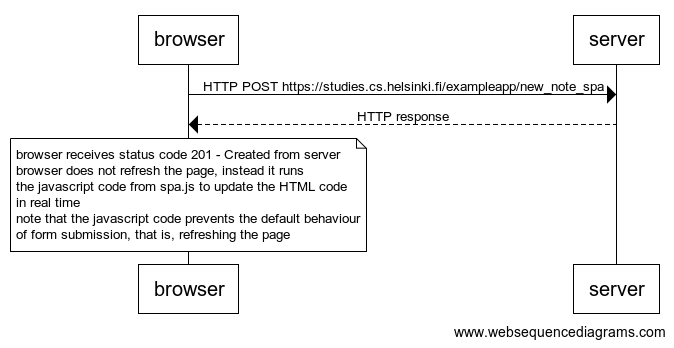 browser
server
HTTP POST https://studies.cs.helsinki.fi/exampleapp/new_note_spa
HTTP response
browser receives status code 201 - Created from server
browser does not refresh the page, instead it runs
the javascript code from spa.js to update the HTML code
in real time
note that the javascript code prevents the default behaviour
of form submission, that is, refreshing the page
browser
server
www.websequencediagrams.com